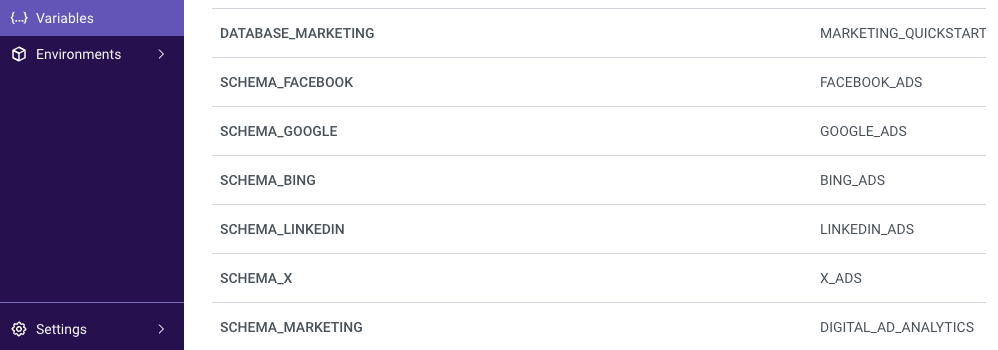 {...} Variables
Environments
Settings
DATABASE_MARKETING MARKETING_QUICKSTART
SCHEMA_FACEBOOK FACEBOOK_ADS
SCHEMA_GOOGLE GOOGLE_ADS
SCHEMA_BING BING_ADS
SCHEMA_LINKEDIN LINKEDIN_ADS
SCHEMA_X X_ADS
SCHEMA_MARKETING DIGITAL_AD_ANALYTICS